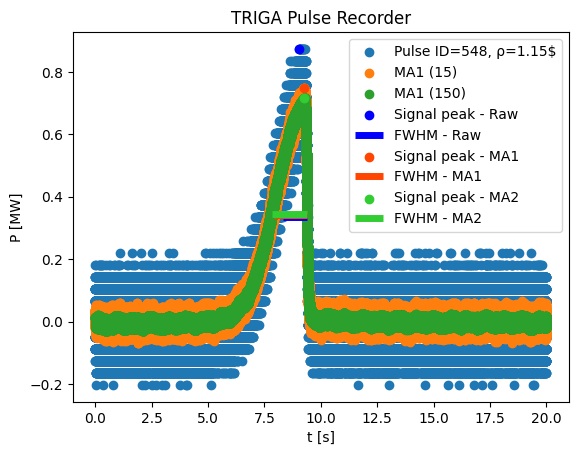 TRIGA Pulse Recorder
Pulse ID=548, ρ=1.15$
MA1 (15)
MA1 (150)
Signal peak - Raw
FWHM - Raw
Signal peak - MA1
FWHM - MA1
Signal peak - MA2
FWHM - MA2
P [MW]
0.8
0.6
0.4
0.2
0.0
−0.2
0.0 2.5 5.0 7.5 10.0 12.5 15.0 17.5 20.0
t [s]